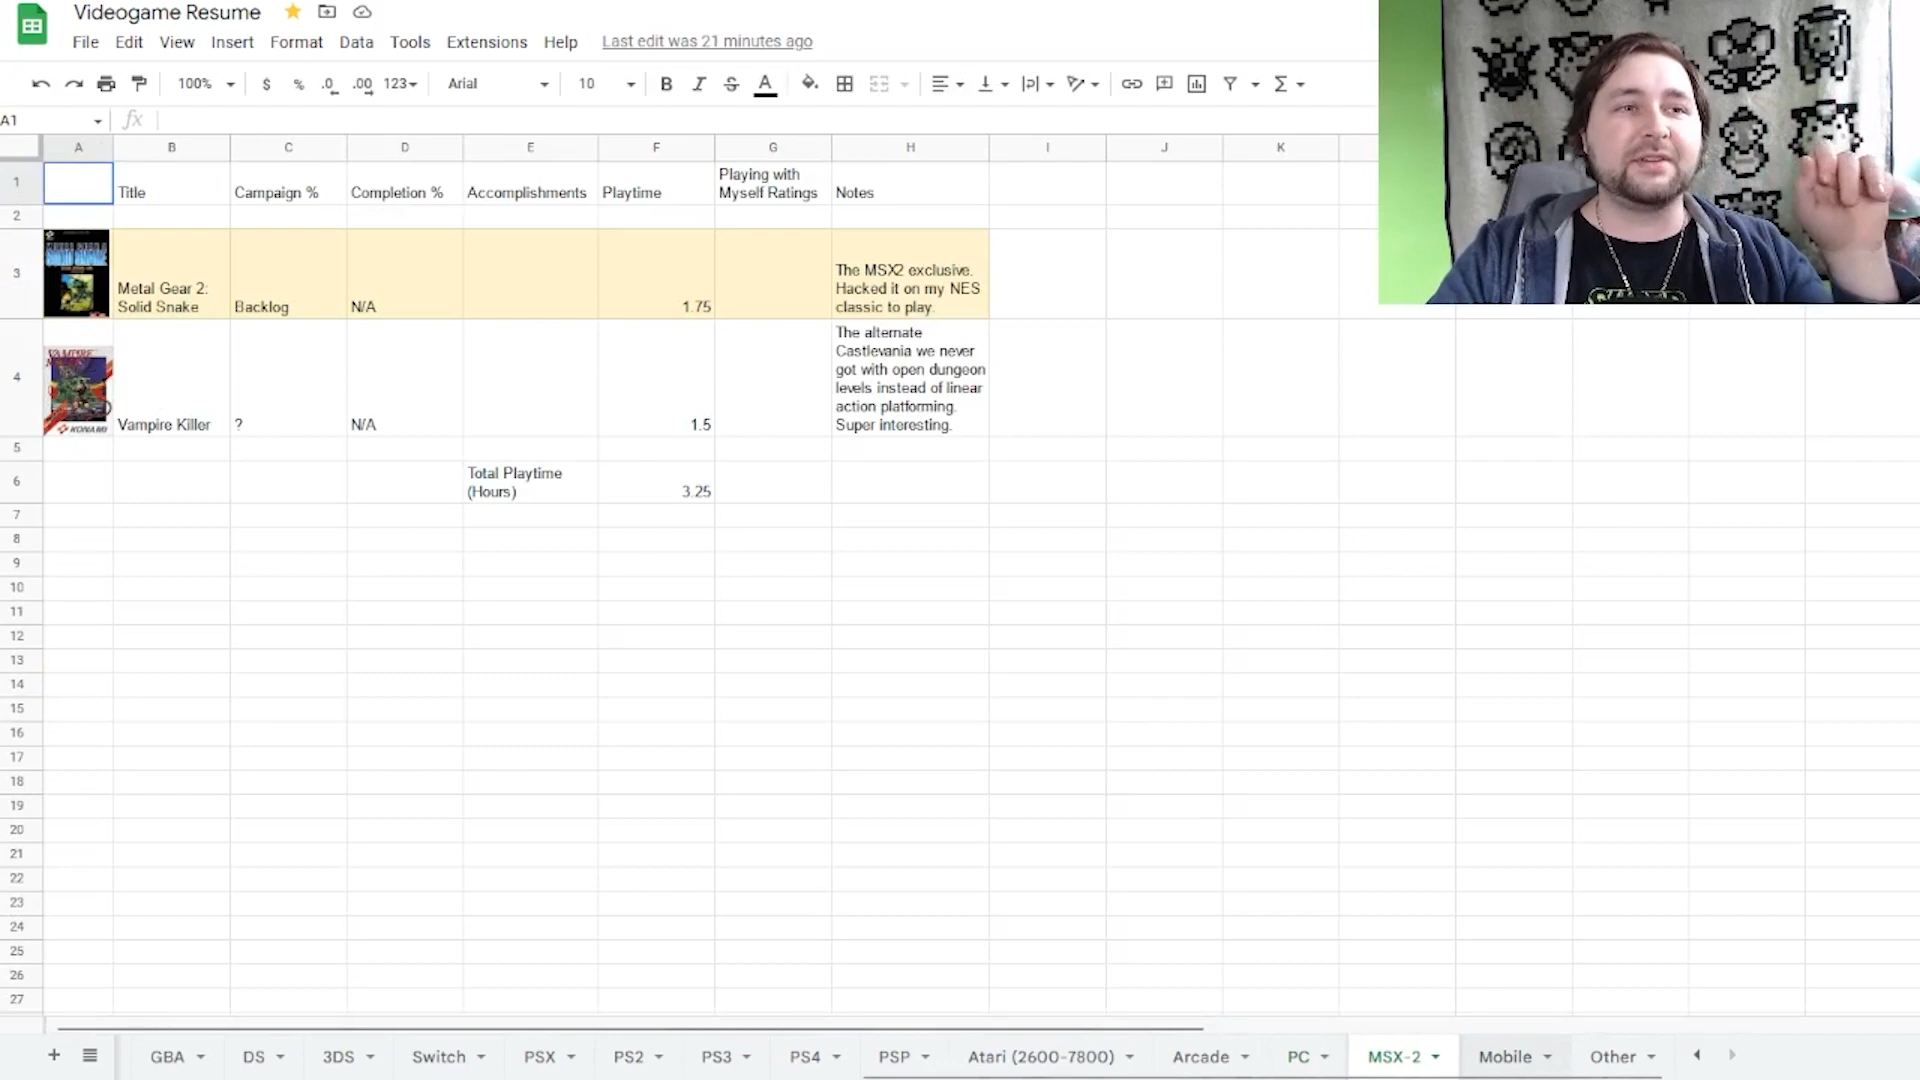 Videogame Resume
File Edit View Insert Format Data Tools Extensions Help Last edit was 21 minutes ago
100% $ % .0 .00 123 Arial 10 B I S A Σ
A1 fx
A B C D E F G H I J K
1 Title Campaign % Completion % Accomplishments Playtime Playing with
Myself Ratings Notes
2
3 Metal Gear 2:
Solid Snake Backlog N/A 1.75 The MSX2 exclusive.
Hacked it on my NES
classic to play.
4 VAMPIRE
KONAMI
Vampire Killer ? N/A 1.5 The alternate
Castlevania we never
got with open dungeon
levels instead of linear
action platforming.
Super interesting.
5
6 Total Playtime
(Hours) 3.25
7
8
9
10
11
12
13
14
15
16
17
18
19
20
21
22
23
24
25
26
27
+ GBA DS 3DS Switch PSX PS2 PS3 PS4 PSP Atari (2600-7800) Arcade PC MSX-2 Mobile Other